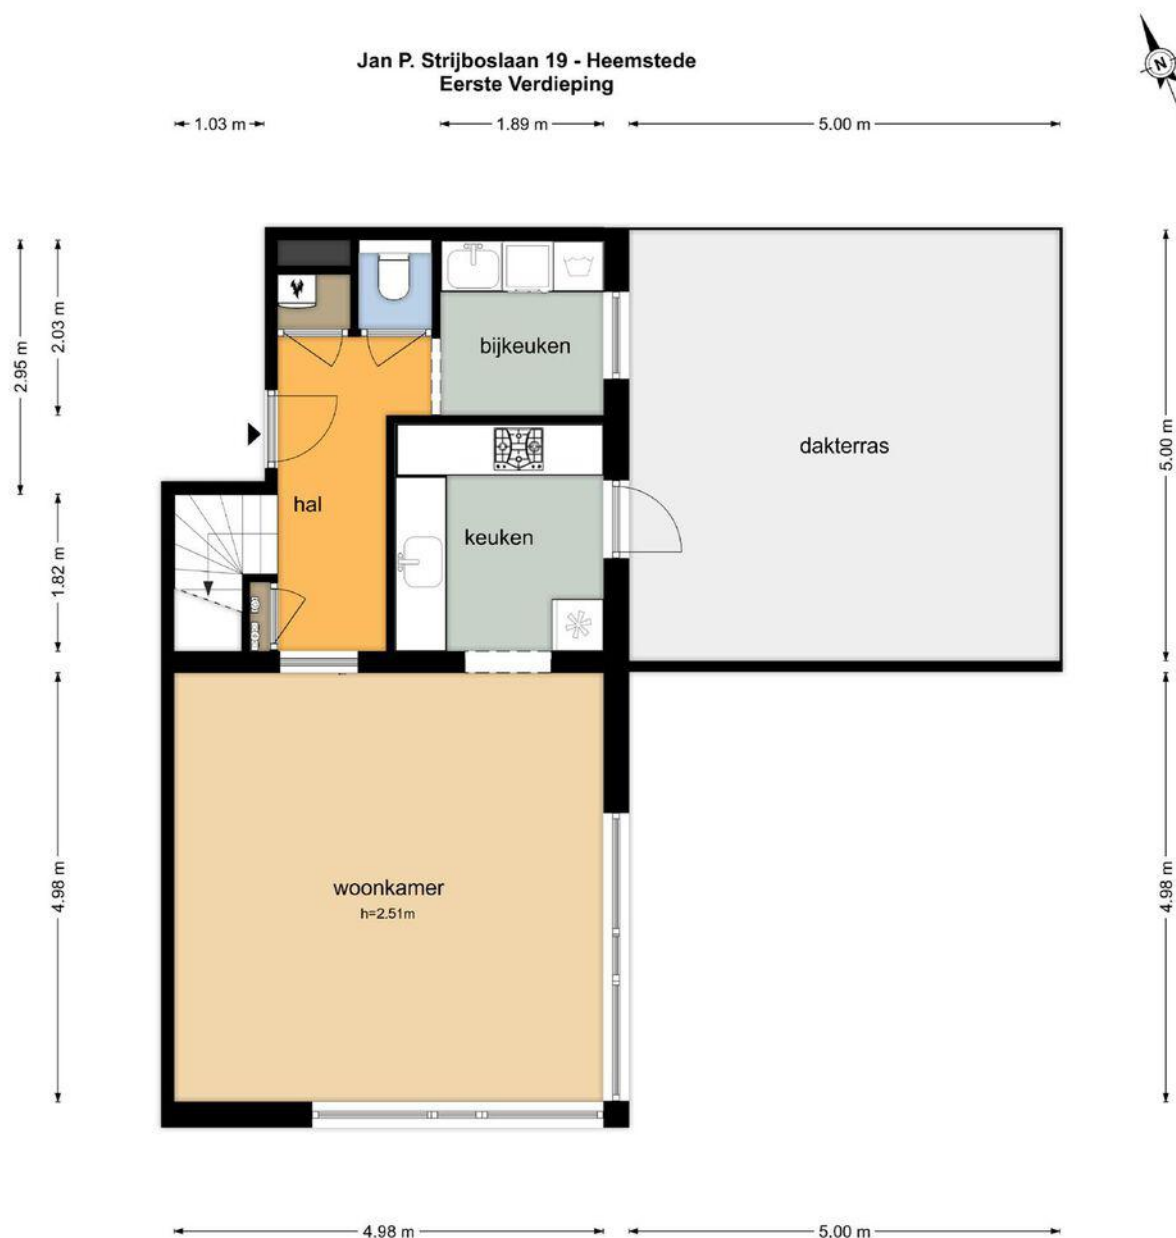 Jan P. Strijboslaan 19 - Heemstede
Eerste Verdieping
N
1.03 m
1.89 m
5.00 m
2.95 m
2.03 m
bijkeuken
dakterras
5.00 m
hal
keuken
1.82 m
woonkamer
h=2.51m
4.98 m
4.98 m
4.98 m
5.00 m